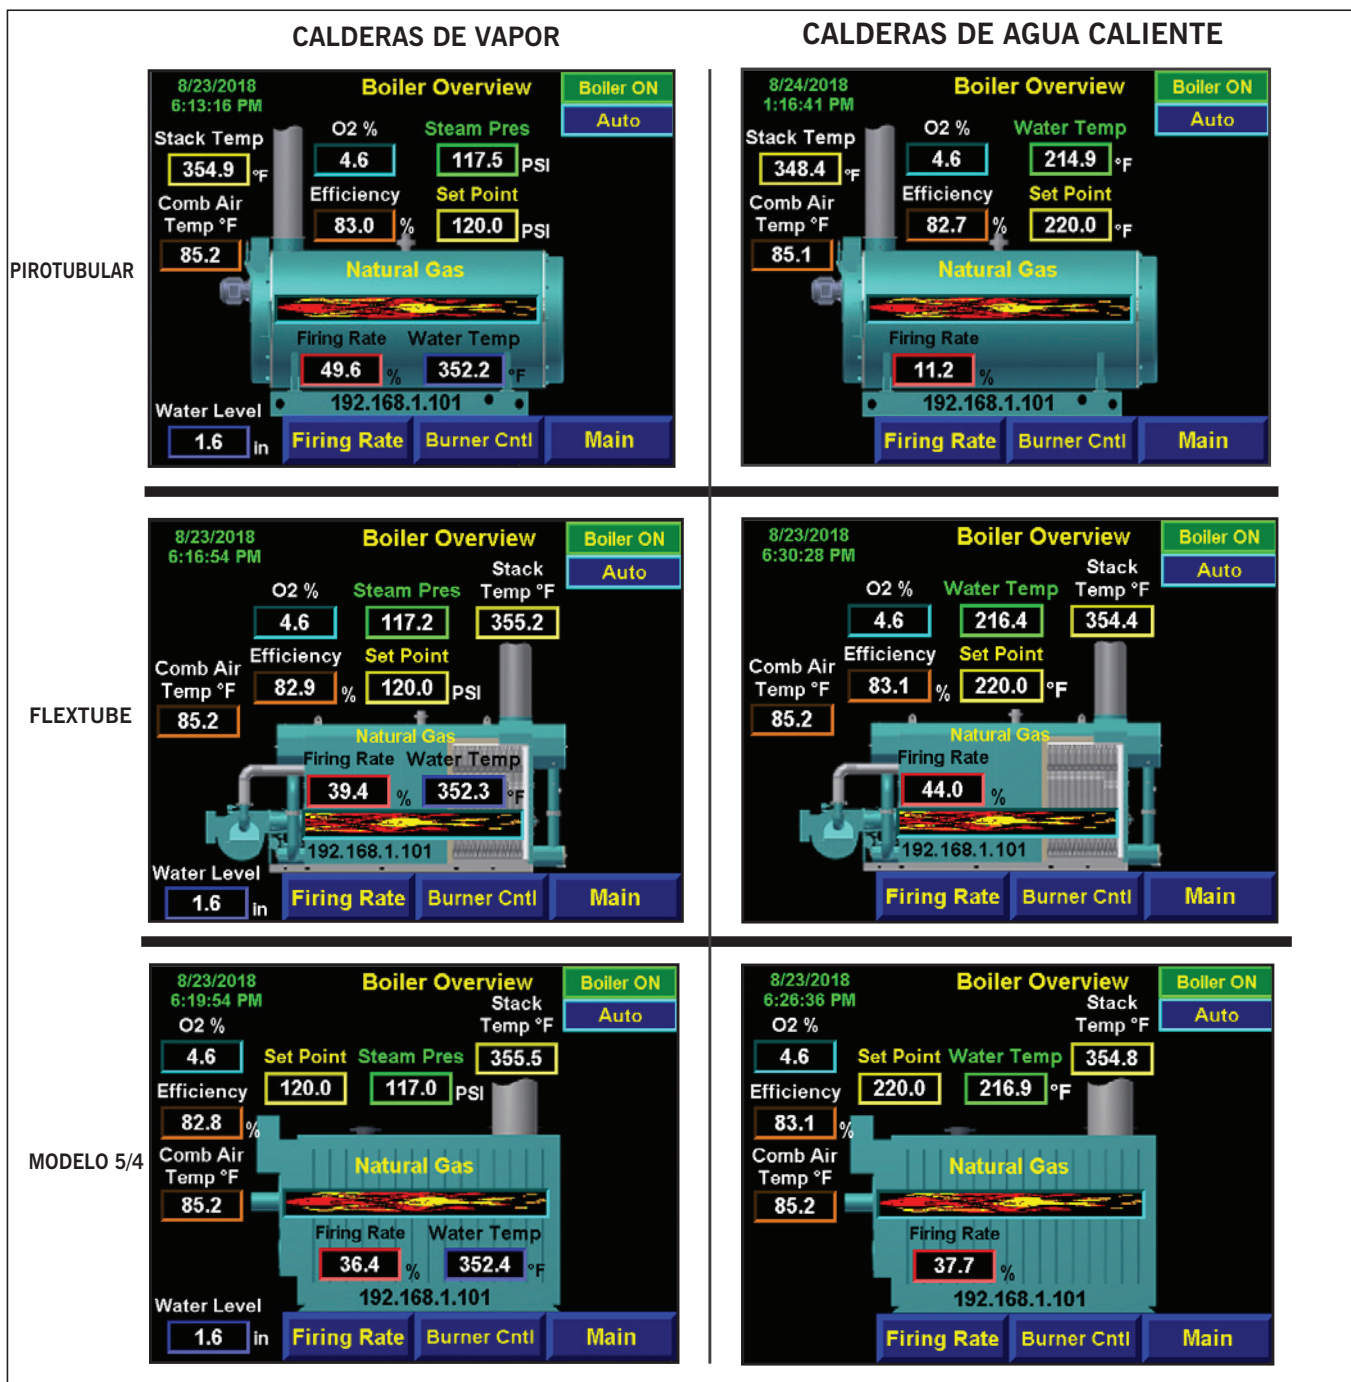 CALDERAS DE VAPOR
CALDERAS DE AGUA CALIENTE
PIROTUBULAR
8/23/2018
6:13:16 PM
Boiler Overview
Boiler ON
Auto
Stack Temp
354.9 °F
O2 %
4.6
Steam Pres
117.5 PSI
Comb Air
Temp °F
85.2
Efficiency
83.0 %
Set Point
120.0 PSI
Natural Gas
Firing Rate
49.6 %
Water Temp
352.2 °F
192.168.1.101
Water Level
1.6 in
Firing Rate
Burner Cntl
Main
8/24/2018
1:16:41 PM
Boiler Overview
Boiler ON
Auto
Stack Temp
348.4 °F
O2 %
4.6
Water Temp
214.9 °F
Comb Air
Temp °F
85.1
Efficiency
82.7 %
Set Point
220.0 °F
Natural Gas
Firing Rate
11.2 %
192.168.1.101
Firing Rate
Burner Cntl
Main
FLEXTUBE
8/23/2018
6:16:54 PM
Boiler Overview
Boiler ON
Auto
O2 %
4.6
Steam Pres
117.2
Stack
Temp °F
355.2
Comb Air
Temp °F
85.2
Efficiency
82.9 %
Set Point
120.0 PSI
Natural Gas
Firing Rate
39.4 %
Water Temp
352.3 °F
192.168.1.101
Water Level
1.6 in
Firing Rate
Burner Cntl
Main
8/23/2018
6:30:28 PM
Boiler Overview
Boiler ON
Auto
O2 %
4.6
Water Temp
216.4
Stack
Temp °F
354.4
Comb Air
Temp °F
85.2
Efficiency
83.1 %
Set Point
220.0 °F
Natural Gas
Firing Rate
44.0 %
192.168.1.101
Firing Rate
Burner Cntl
Main
MODELO 5/4
8/23/2018
6:19:54 PM
Boiler Overview
Boiler ON
Auto
O2 %
4.6
Set Point
120.0
Steam Pres
117.0 PSI
Stack
Temp °F
355.5
Efficiency
82.8 %
Comb Air
Temp °F
85.2
Natural Gas
Firing Rate
36.4 %
Water Temp
352.4 °F
192.168.1.101
Water Level
1.6 in
Firing Rate
Burner Cntl
Main
8/23/2018
6:26:36 PM
Boiler Overview
Boiler ON
Auto
O2 %
4.6
Set Point
220.0
Water Temp
216.9 °F
Stack
Temp °F
354.8
Efficiency
83.1 %
Comb Air
Temp °F
85.2
Natural Gas
Firing Rate
37.7 %
192.168.1.101
Firing Rate
Burner Cntl
Main